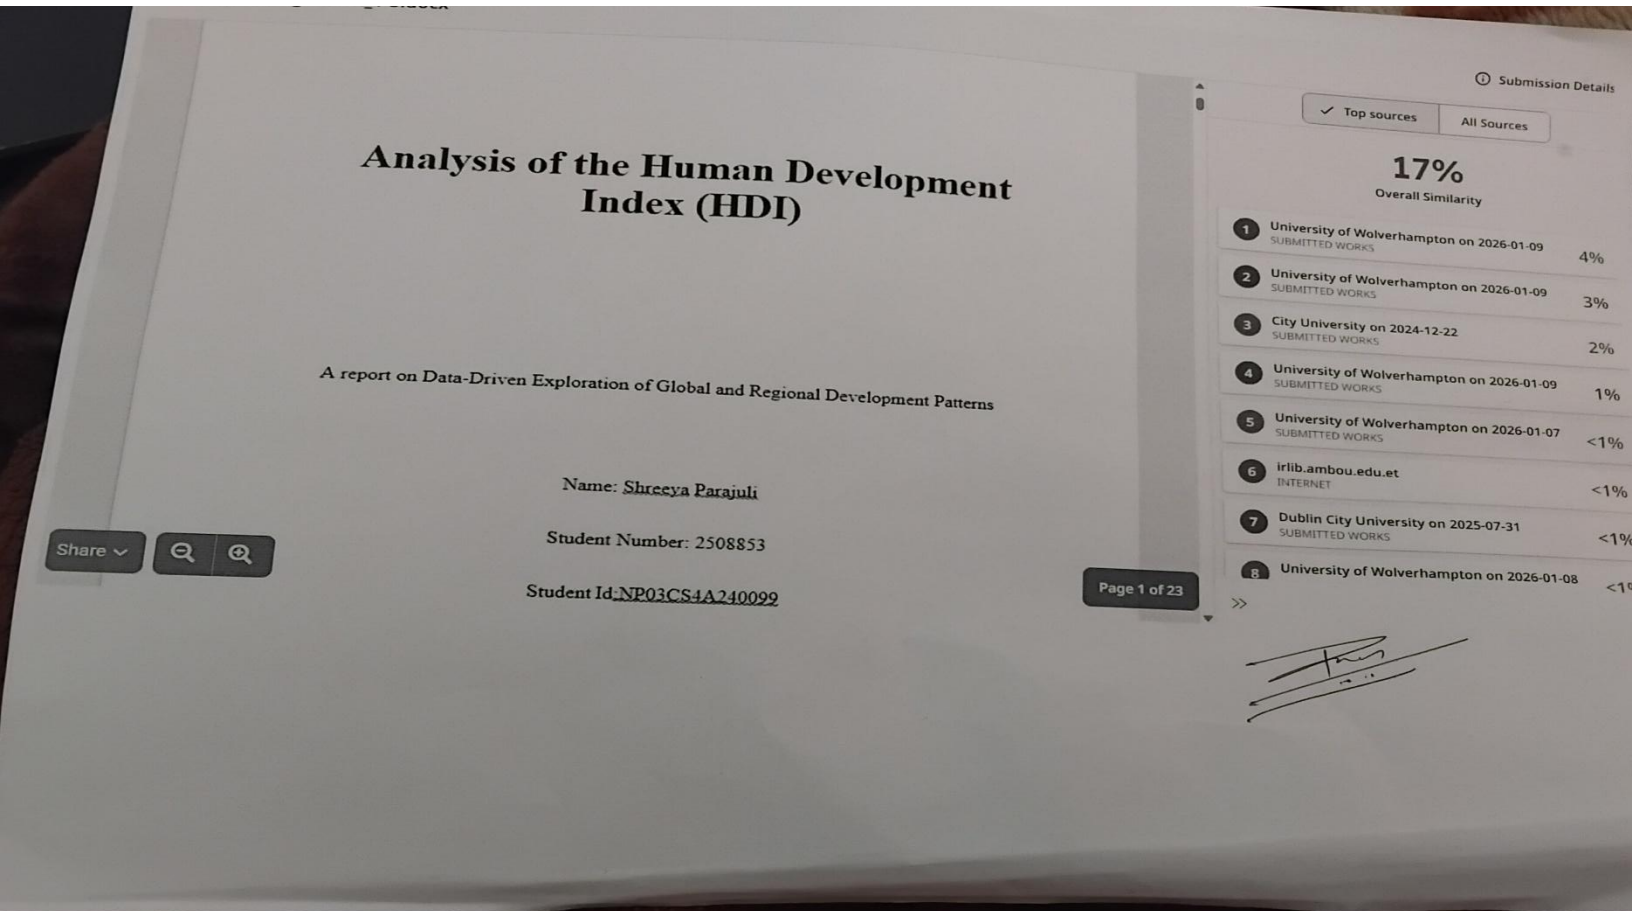 Submission Details
Top sources
All Sources
17%
Overall Similarity
1 University of Wolverhampton on 2026-01-09
SUBMITTED WORKS
4%
2 University of Wolverhampton on 2026-01-09
SUBMITTED WORKS
3%
3 City University on 2024-12-22
SUBMITTED WORKS
2%
4 University of Wolverhampton on 2026-01-09
SUBMITTED WORKS
1%
5 University of Wolverhampton on 2026-01-07
SUBMITTED WORKS
<1%
6 irlib.ambou.edu.et
INTERNET
<1%
7 Dublin City University on 2025-07-31
SUBMITTED WORKS
<1%
8 University of Wolverhampton on 2026-01-08
Analysis of the Human Development
Index (HDI)
A report on Data-Driven Exploration of Global and Regional Development Patterns
Name: Shreeya Parajuli
Student Number: 2508853
Student Id:NP03CS4A240099
Share
Page 1 of 23